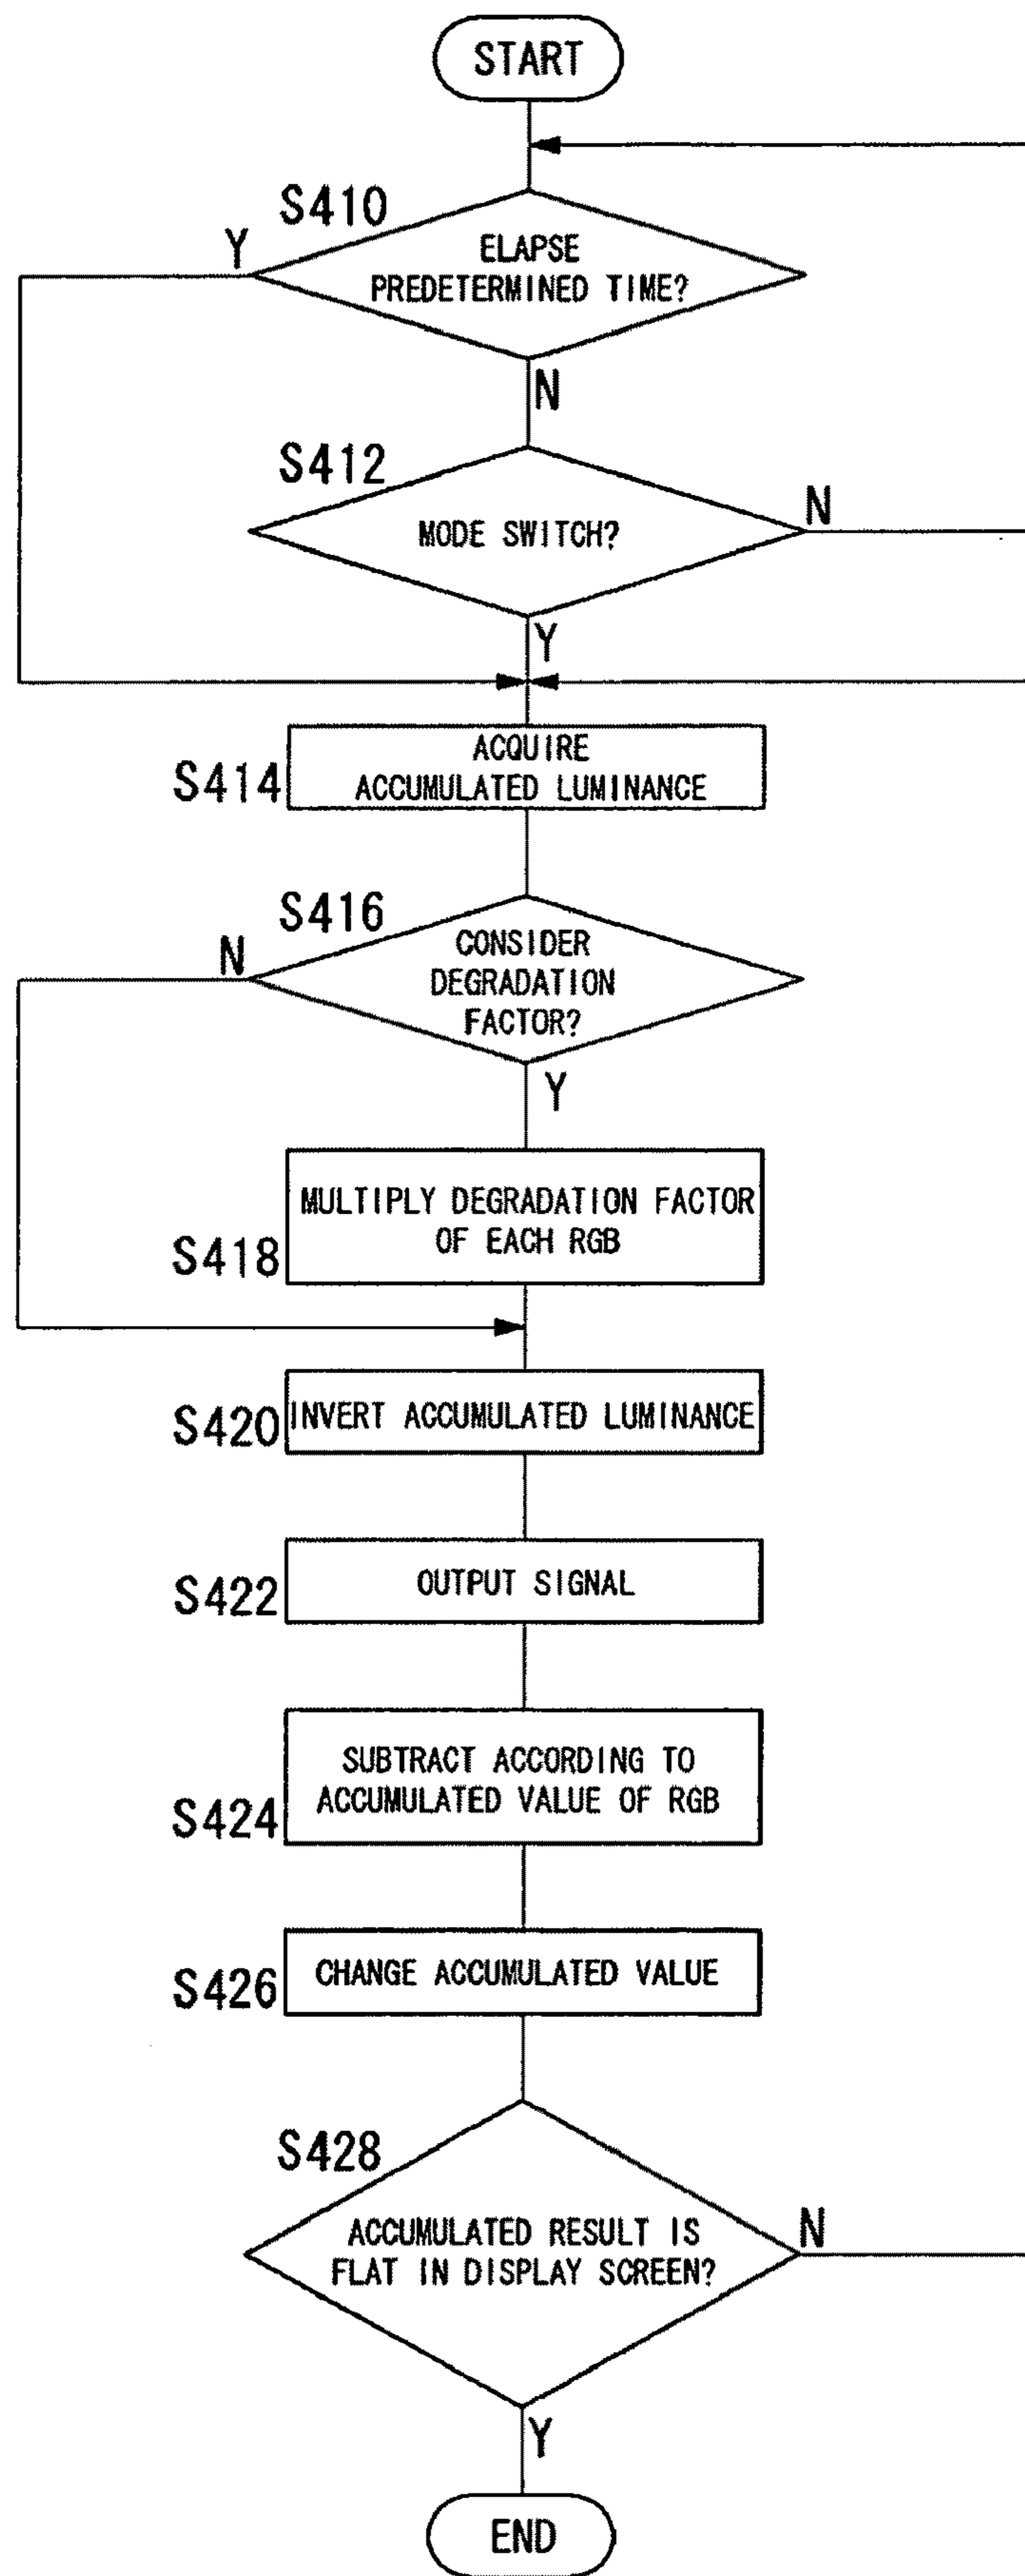 START
S410
Y
ELAPSE
PREDETERMINED TIME?
N
S412
MODE SWITCH?
N
Y
S414
ACQUIRE
ACCUMULATED LUMINANCE
S416
N
CONSIDER
DEGRADATION
FACTOR?
Y
S418
MULTIPLY DEGRADATION FACTOR
OF EACH RGB
S420
INVERT ACCUMULATED LUMINANCE
S422
OUTPUT SIGNAL
S424
SUBTRACT ACCORDING TO
ACCUMULATED VALUE OF RGB
S426
CHANGE ACCUMULATED VALUE
S428
ACCUMULATED RESULT IS
FLAT IN DISPLAY SCREEN?
N
Y
END